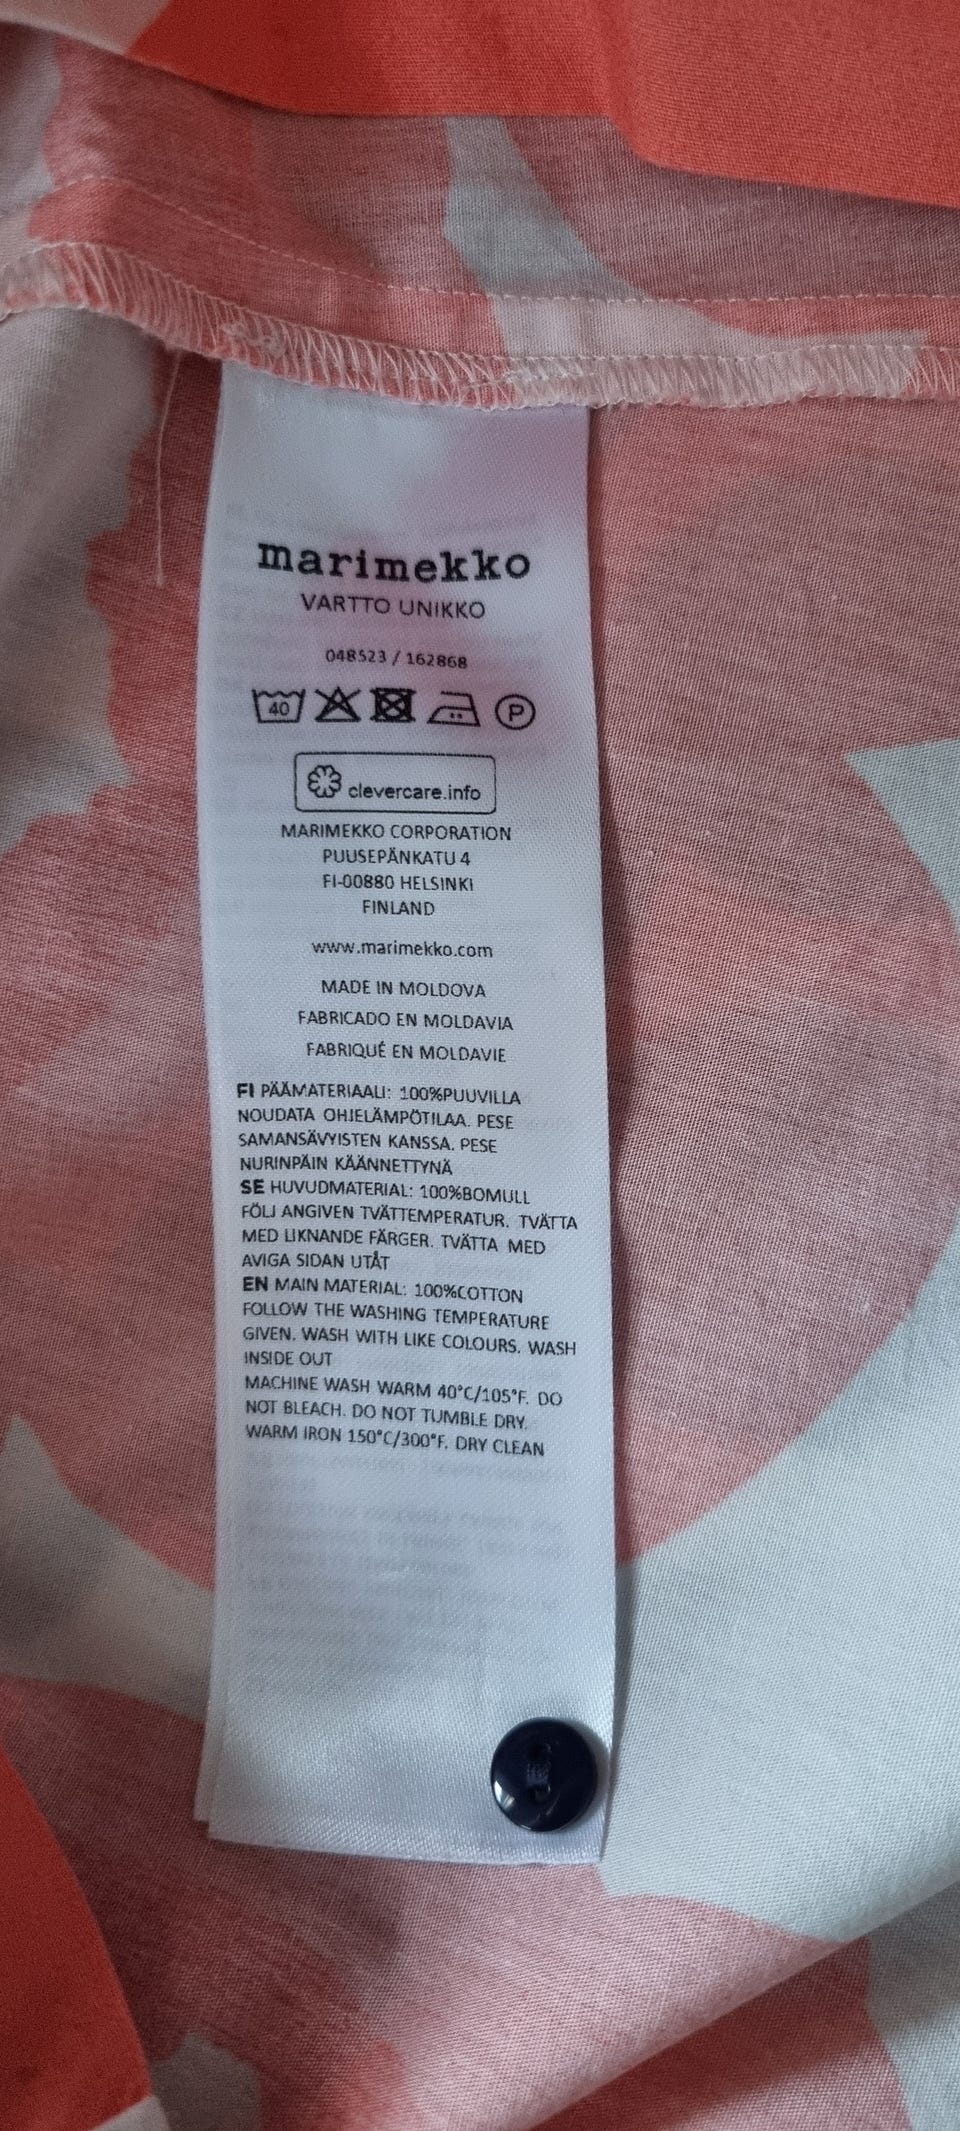 marimekko
VARTTO UNIKKO
048523 / 162868
40 P
clevercare.info
MARIMEKKO CORPORATION
PUUSEPÄNKATU 4
FI-00880 HELSINKI
FINLAND
www.marimekko.com
MADE IN MOLDOVA
FABRICADO EN MOLDAVIA
FABRIQUÉ EN MOLDAVIE
FI PÄÄMATERIAALI: 100%PUUVILLA
NOUDATA OHJELÄMPÖTILAA. PESE
SAMANSÄVYISTEN KANSSA. PESE
NURINPÄIN KÄÄNNETTYNÄ
SE HUVUDMATERIAL: 100%BOMULL
FÖLJ ANGIVEN TVÄTTEMPERATUR. TVÄTTA
MED LIKNANDE FÄRGER. TVÄTTA MED
AVIGA SIDAN UTÅT
EN MAIN MATERIAL: 100%COTTON
FOLLOW THE WASHING TEMPERATURE
GIVEN. WASH WITH LIKE COLOURS. WASH
INSIDE OUT
MACHINE WASH WARM 40°C/105°F. DO
NOT BLEACH. DO NOT TUMBLE DRY.
WARM IRON 150°C/300°F. DRY CLEAN